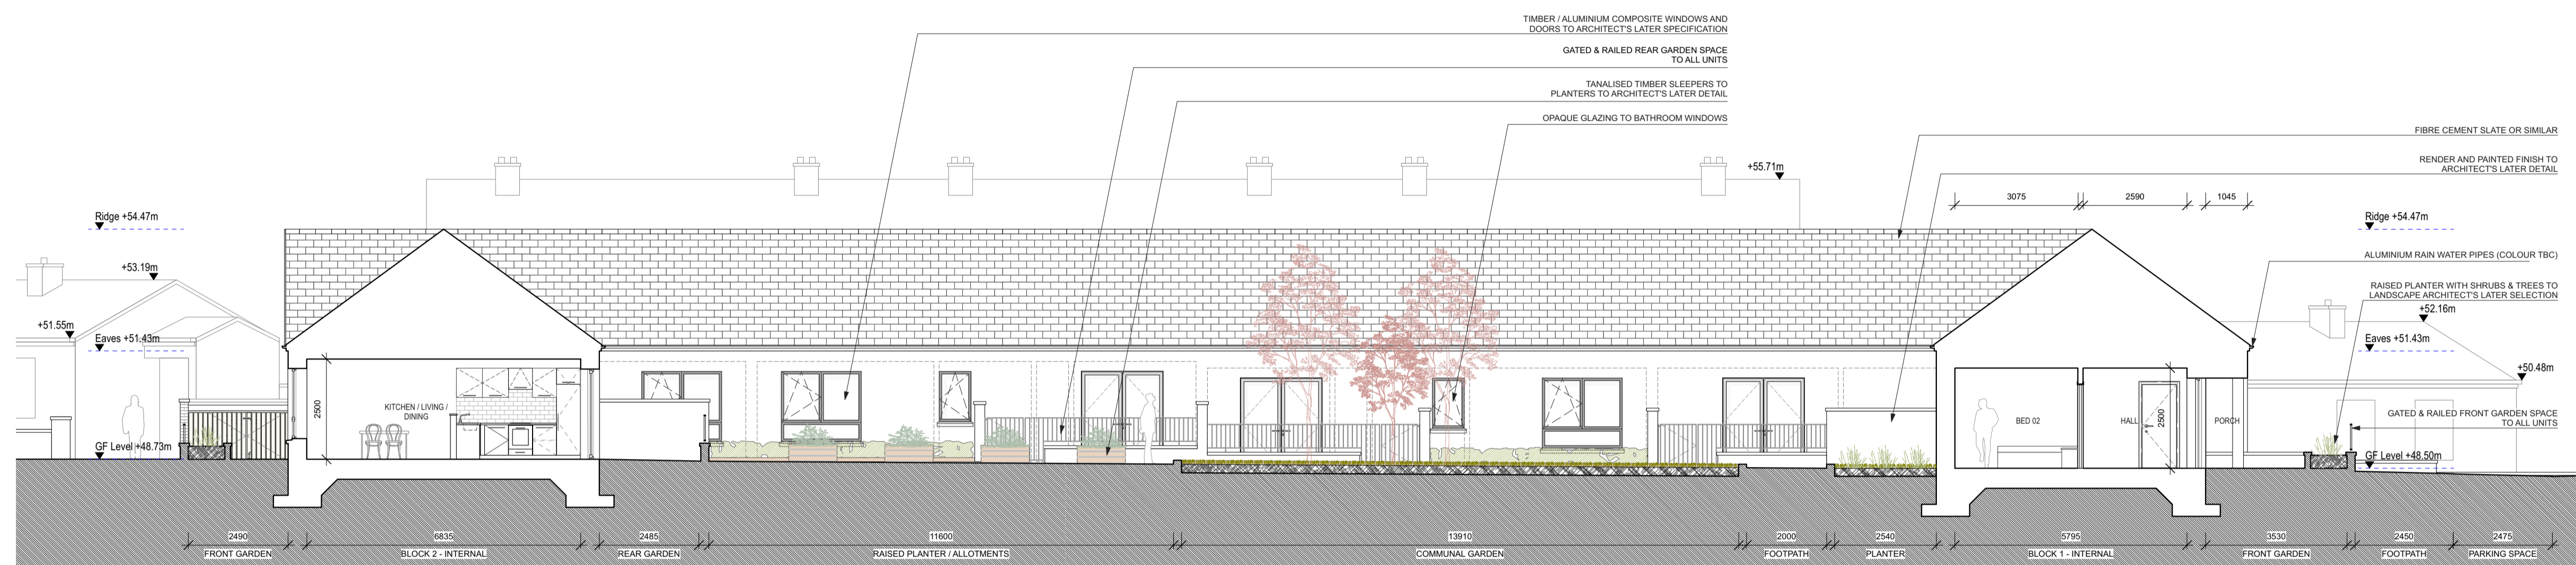 TIMBER / ALUMINIUM COMPOSITE WINDOWS AND
DOORS TO ARCHITECT'S LATER SPECIFICATION
GATED & RAILED REAR GARDEN SPACE
TO ALL UNITS
TANALISED TIMBER SLEEPERS TO
PLANTERS TO ARCHITECT'S LATER DETAIL
OPAQUE GLAZING TO BATHROOM WINDOWS
FIBRE CEMENT SLATE OR SIMILAR
RENDER AND PAINTED FINISH TO
ARCHITECT'S LATER DETAIL
+55.71m
3075
2590
1045
Ridge +54.47m
Ridge +54.47m
+53.19m
ALUMINIUM RAIN WATER PIPES (COLOUR TBC)
RAISED PLANTER WITH SHRUBS & TREES TO
LANDSCAPE ARCHITECT'S LATER SELECTION
+52.16m
+51.55m
Eaves +51.43m
Eaves +51.43m
+50.48m
2500
KITCHEN / LIVING /
DINING
BED 02
HALL
2500
PORCH
GATED & RAILED FRONT GARDEN SPACE
TO ALL UNITS
GF Level +48.73m
GF Level +48.50m
2490
6835
2485
11600
13910
2000
2540
5795
3530
2450
2475
FRONT GARDEN
BLOCK 2 - INTERNAL
REAR GARDEN
RAISED PLANTER / ALLOTMENTS
COMMUNAL GARDEN
FOOTPATH
PLANTER
BLOCK 1 - INTERNAL
FRONT GARDEN
FOOTPATH
PARKING SPACE